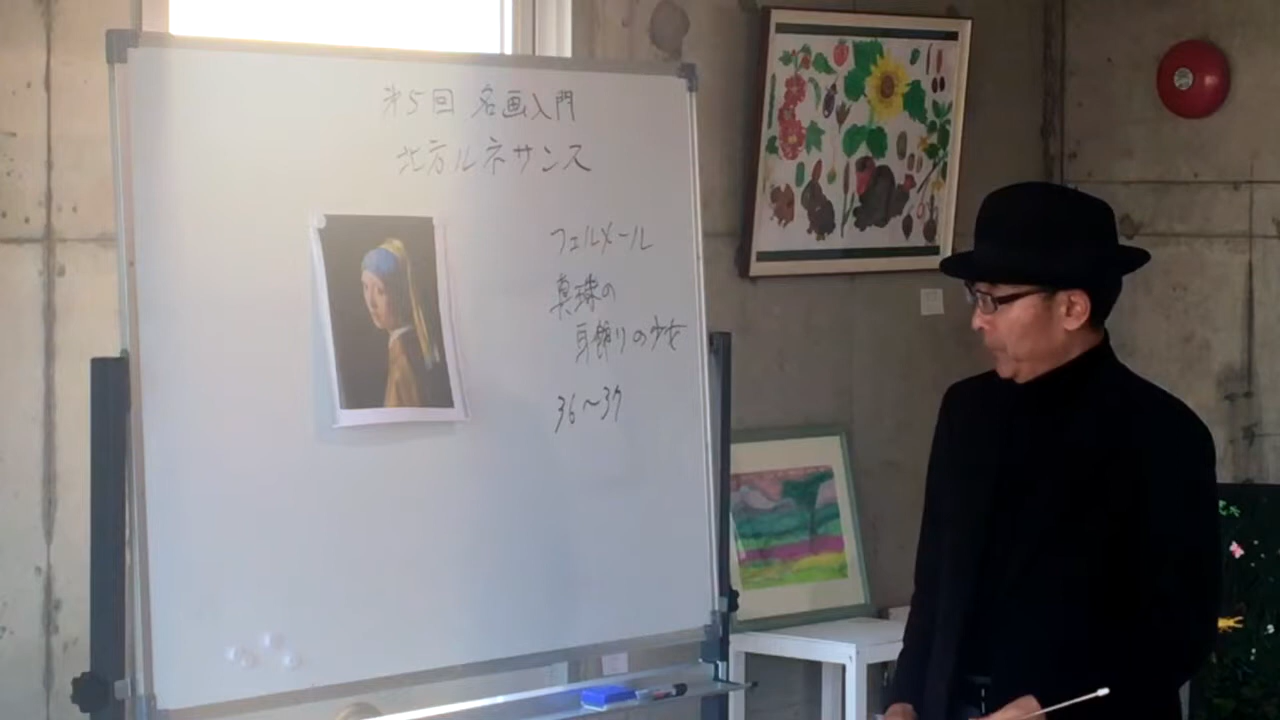 第5回 名画入門
北方ルネサンス
フェルメール
真珠の
耳飾りの少女
36〜37